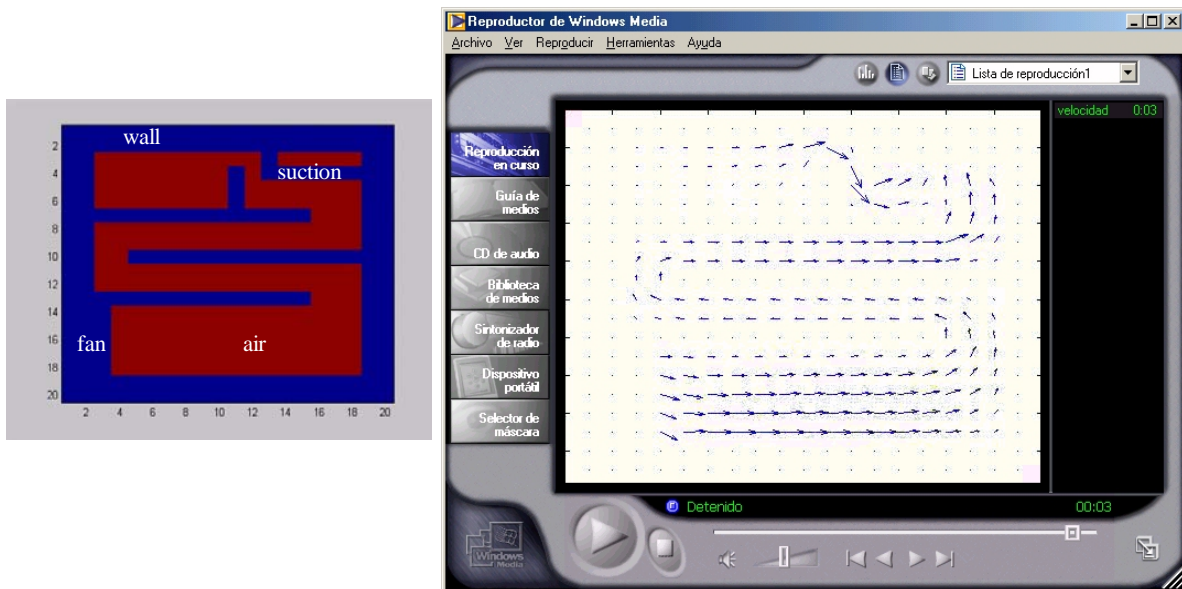 wall
suction
fan
air
2
4
6
8
10
12
14
16
18
20
2 4 6 8 10 12 14 16 18 20
Reproductor de Windows Media
Archivo Ver Reproducir Herramientas Ayuda
Lista de reproducción1
velocidad 0:03
Reproducción
en curso
Guía de
medios
CD de audio
Biblioteca
de medios
Sintonizador
de radio
Dispositivo
portátil
Selector de
máscara
Detenido 00:03
Windows
Media